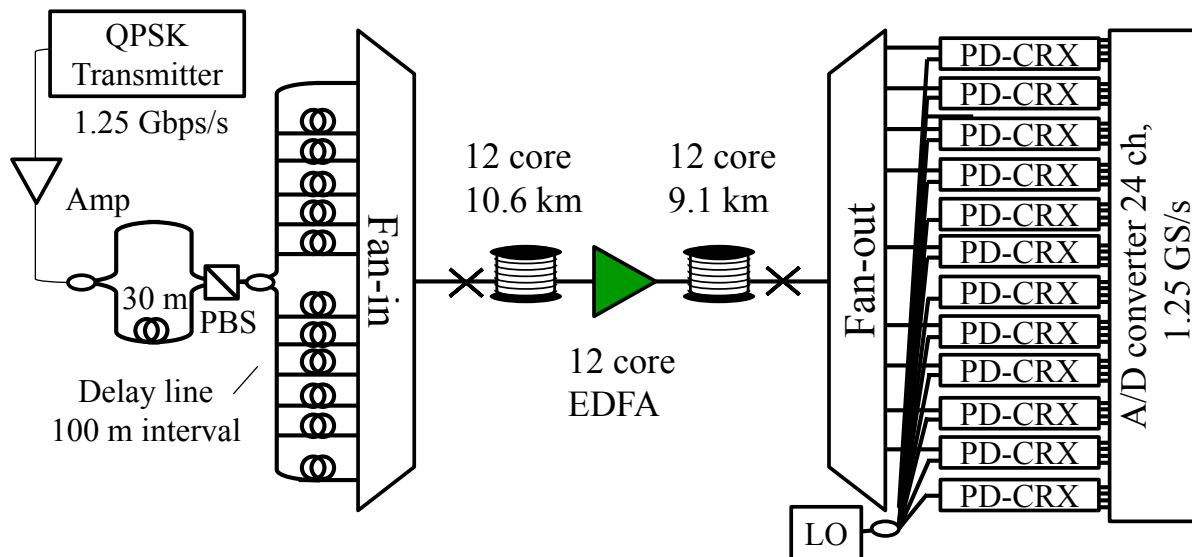 QPSK
Transmitter
1.25 Gbps/s
Amp
30 m
PBS
Delay line
100 m interval
Fan-in
12 core
10.6 km
12 core
9.1 km
12 core
EDFA
Fan-out
PD-CRX
PD-CRX
PD-CRX
PD-CRX
PD-CRX
PD-CRX
PD-CRX
PD-CRX
PD-CRX
PD-CRX
PD-CRX
PD-CRX
LO
A/D converter 24 ch,
1.25 GS/s